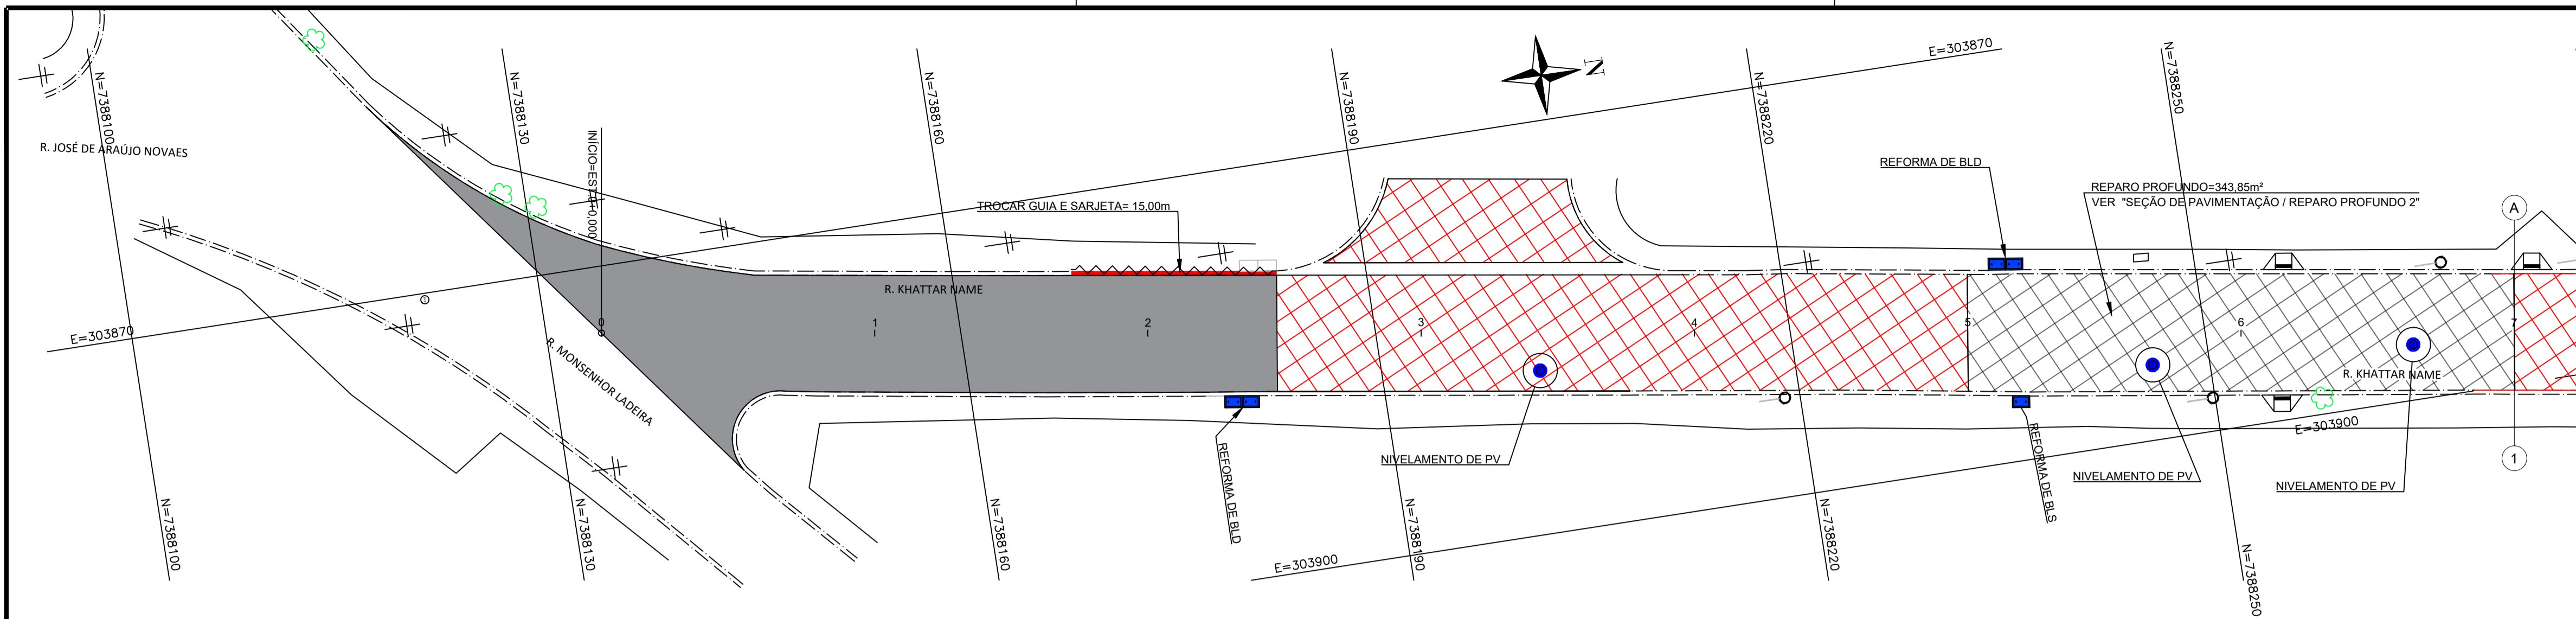 N=7388100
N=7388130
N=7388160
N=7388190
N=7388220
N=7388250
E=303870
N
R. JOSÉ DE ARAÚJO NOVAES
INÍCIO=EST.0+0,000
TROCAR GUIA E SARJETA= 15,00m
REFORMA DE BLD
REPARO PROFUNDO=343,85m²
VER "SEÇÃO DE PAVIMENTAÇÃO / REPARO PROFUNDO 2"
A
R. KHATTAR NAME
E=303870
0
1
2
3
4
5
6
7
R. MONSENHOR LADEIRA
R. KHATTAR NAME
E=303900
NIVELAMENTO DE PV
REFORMA DE BLD
REFORMA DE BLS
NIVELAMENTO DE PV
NIVELAMENTO DE PV
1
E=303900
N=7388100
N=7388130
N=7388160
N=7388190
N=7388220
N=7388250